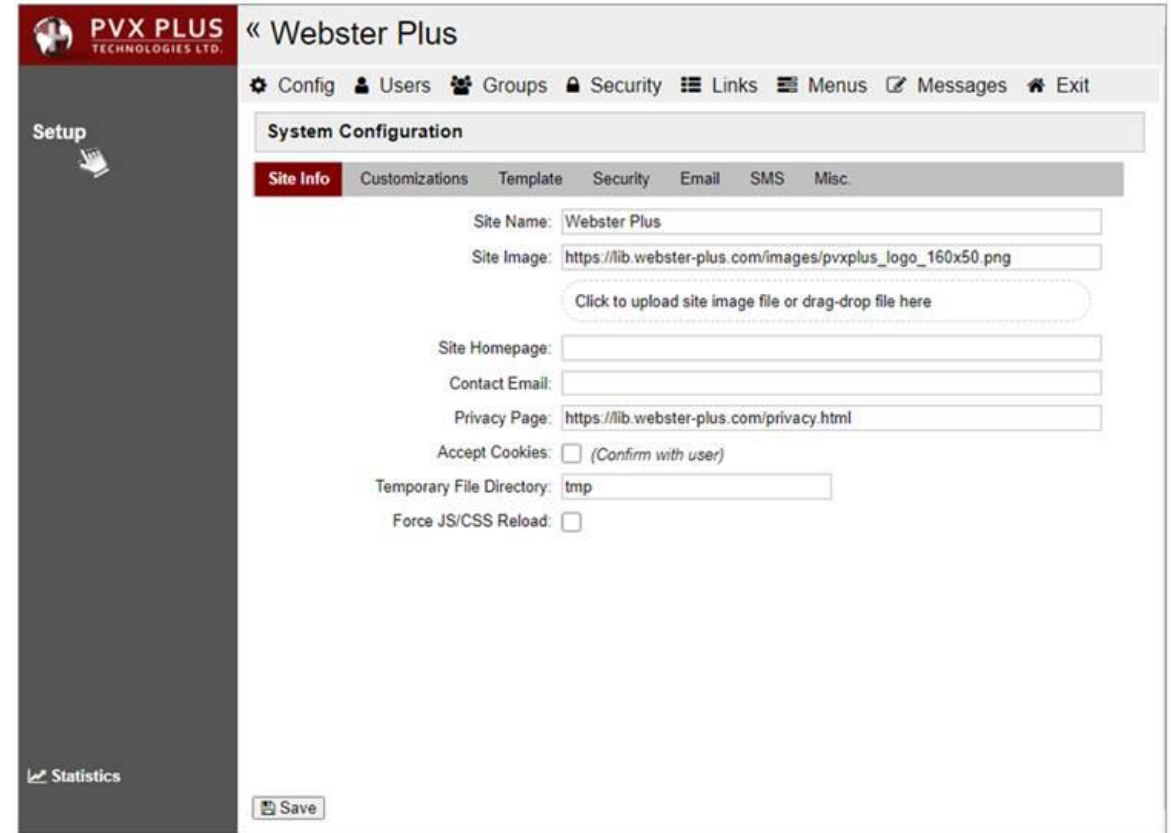 PVX PLUS
TECHNOLOGIES LTD.
« Webster Plus
Config Users Groups Security Links Menus Messages Exit
Setup
System Configuration
Site Info Customizations Template Security Email SMS Misc.
Site Name: Webster Plus
Site Image: https://lib.webster-plus.com/images/pvxplus_logo_160x50.png
Click to upload site image file or drag-drop file here
Site Homepage:
Contact Email:
Privacy Page: https://lib.webster-plus.com/privacy.html
Accept Cookies: (Confirm with user)
Temporary File Directory: tmp
Force JS/CSS Reload:
Statistics
Save